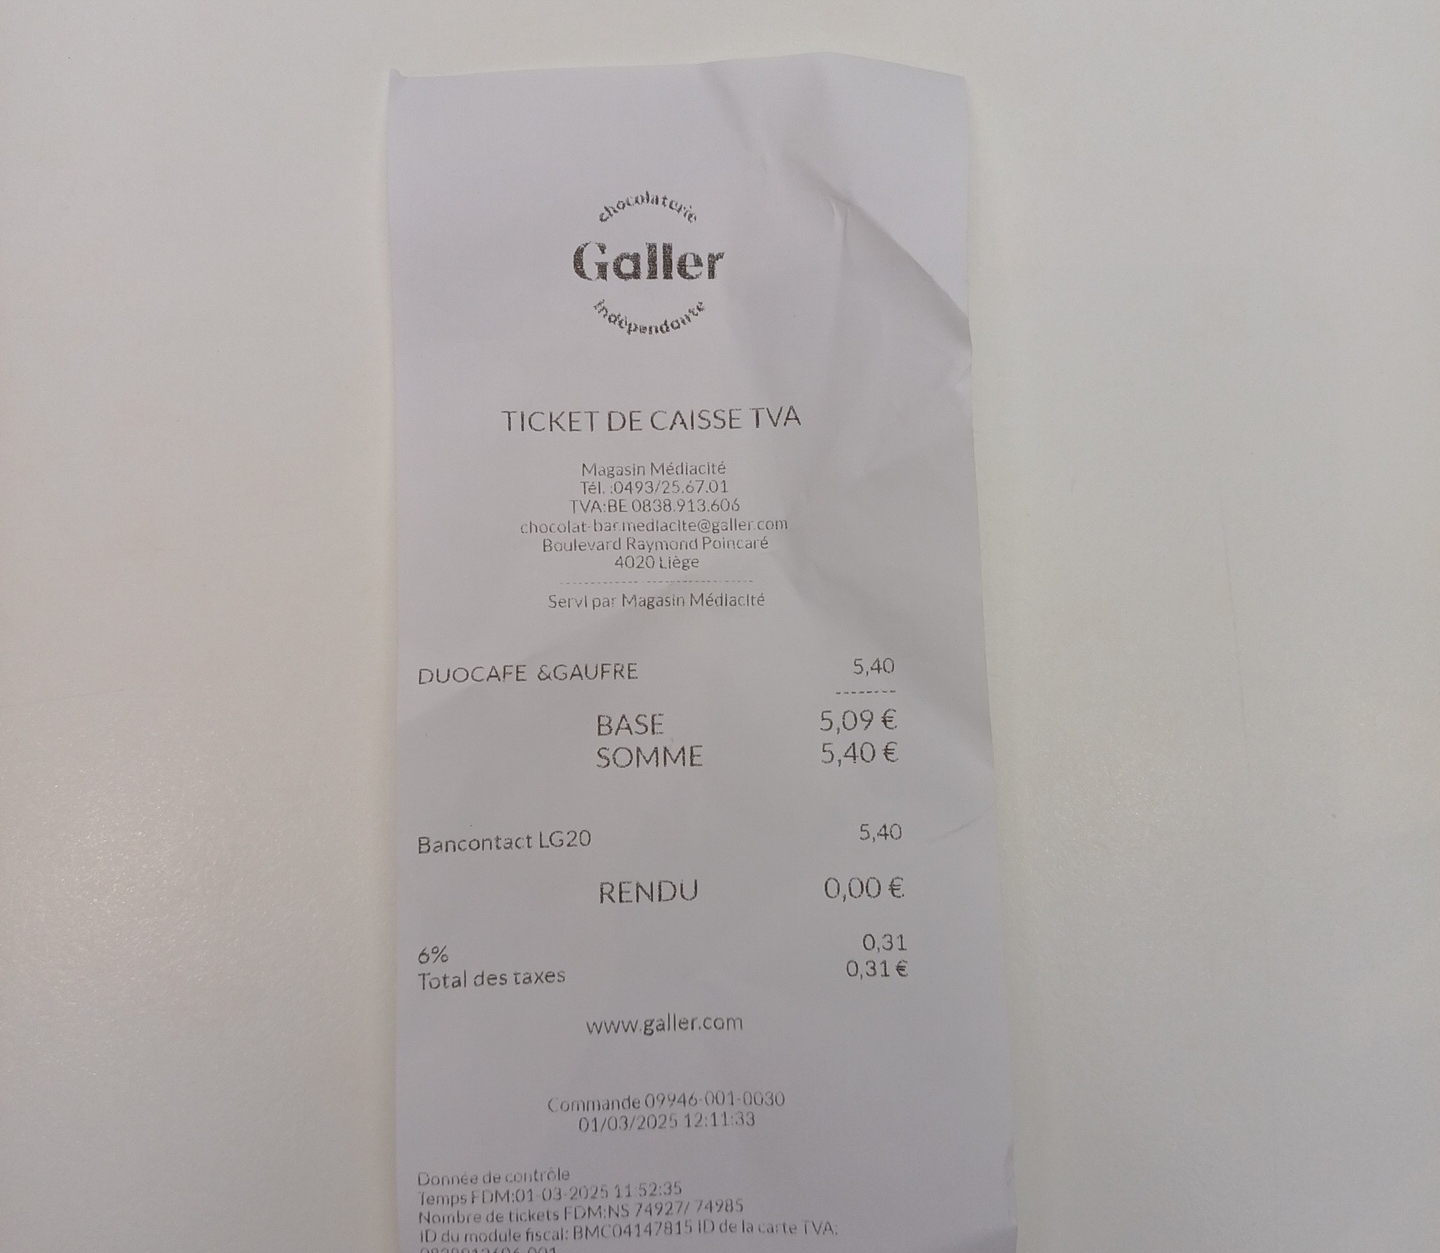 chocolaterie
Galler
indépendante
TICKET DE CAISSE TVA
Magasin Médiacité
Tél. :0493/25.67.01
TVA:BE 0838.913.606
chocolat-bar.mediacite@galler.com
Boulevard Raymond Poincaré
4020 Liège
Servi par Magasin Médiacité
DUOCAFE &GAUFRE 5,40
BASE 5,09 €
SOMME 5,40 €
Bancontact LG20 5,40
RENDU 0,00 €
6% 0,31
Total des taxes 0,31 €
www.galler.com
Commande 09946-001-0030
01/03/2025 12:11:33
Donnée de contrôle
Temps FDM:01-03-2025 11:52:35
Nombre de tickets FDM:NS 74927/ 74985
ID du module fiscal: BMC04147815 ID de la carte TVA: